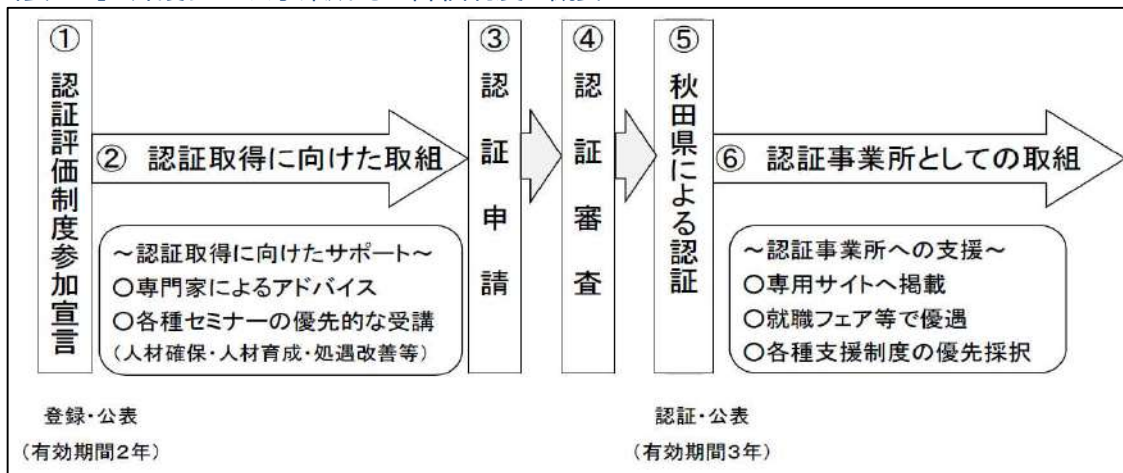 ① 認証評価制度参加宣言
② 認証取得に向けた取組
～認証取得に向けたサポート～
○専門家によるアドバイス
○各種セミナーの優先的な受講
（人材確保・人材育成・処遇改善等）
③ 認証申請
④ 認証審査
⑤ 秋田県による認証
⑥ 認証事業所としての取組
～認証事業所への支援～
○専用サイトへ掲載
○就職フェア等で優遇
○各種支援制度の優先採択
登録・公表
（有効期間２年）
認証・公表
（有効期間３年）